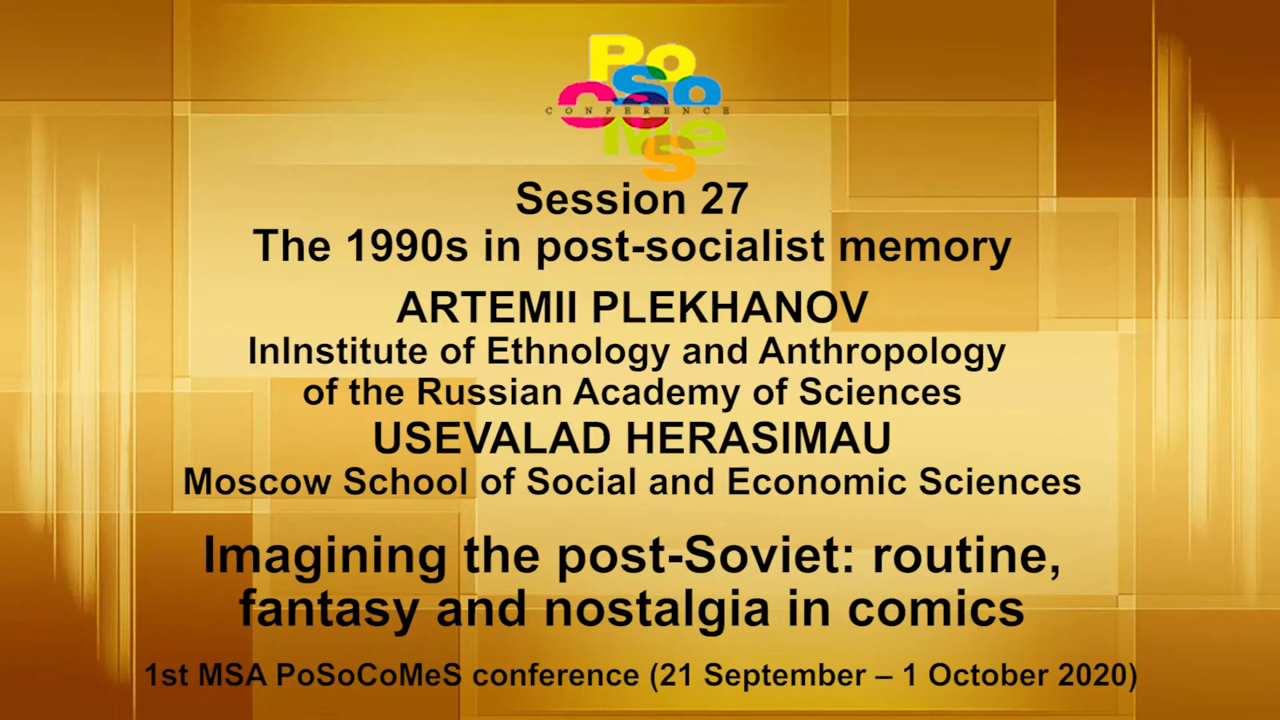 PoSoCoMeS
CONFERENCE
Session 27
The 1990s in post-socialist memory
ARTEMII PLEKHANOV
InInstitute of Ethnology and Anthropology
of the Russian Academy of Sciences
USEVALAD HERASIMAU
Moscow School of Social and Economic Sciences
Imagining the post-Soviet: routine,
fantasy and nostalgia in comics
1st MSA PoSoCoMeS conference (21 September – 1 October 2020)